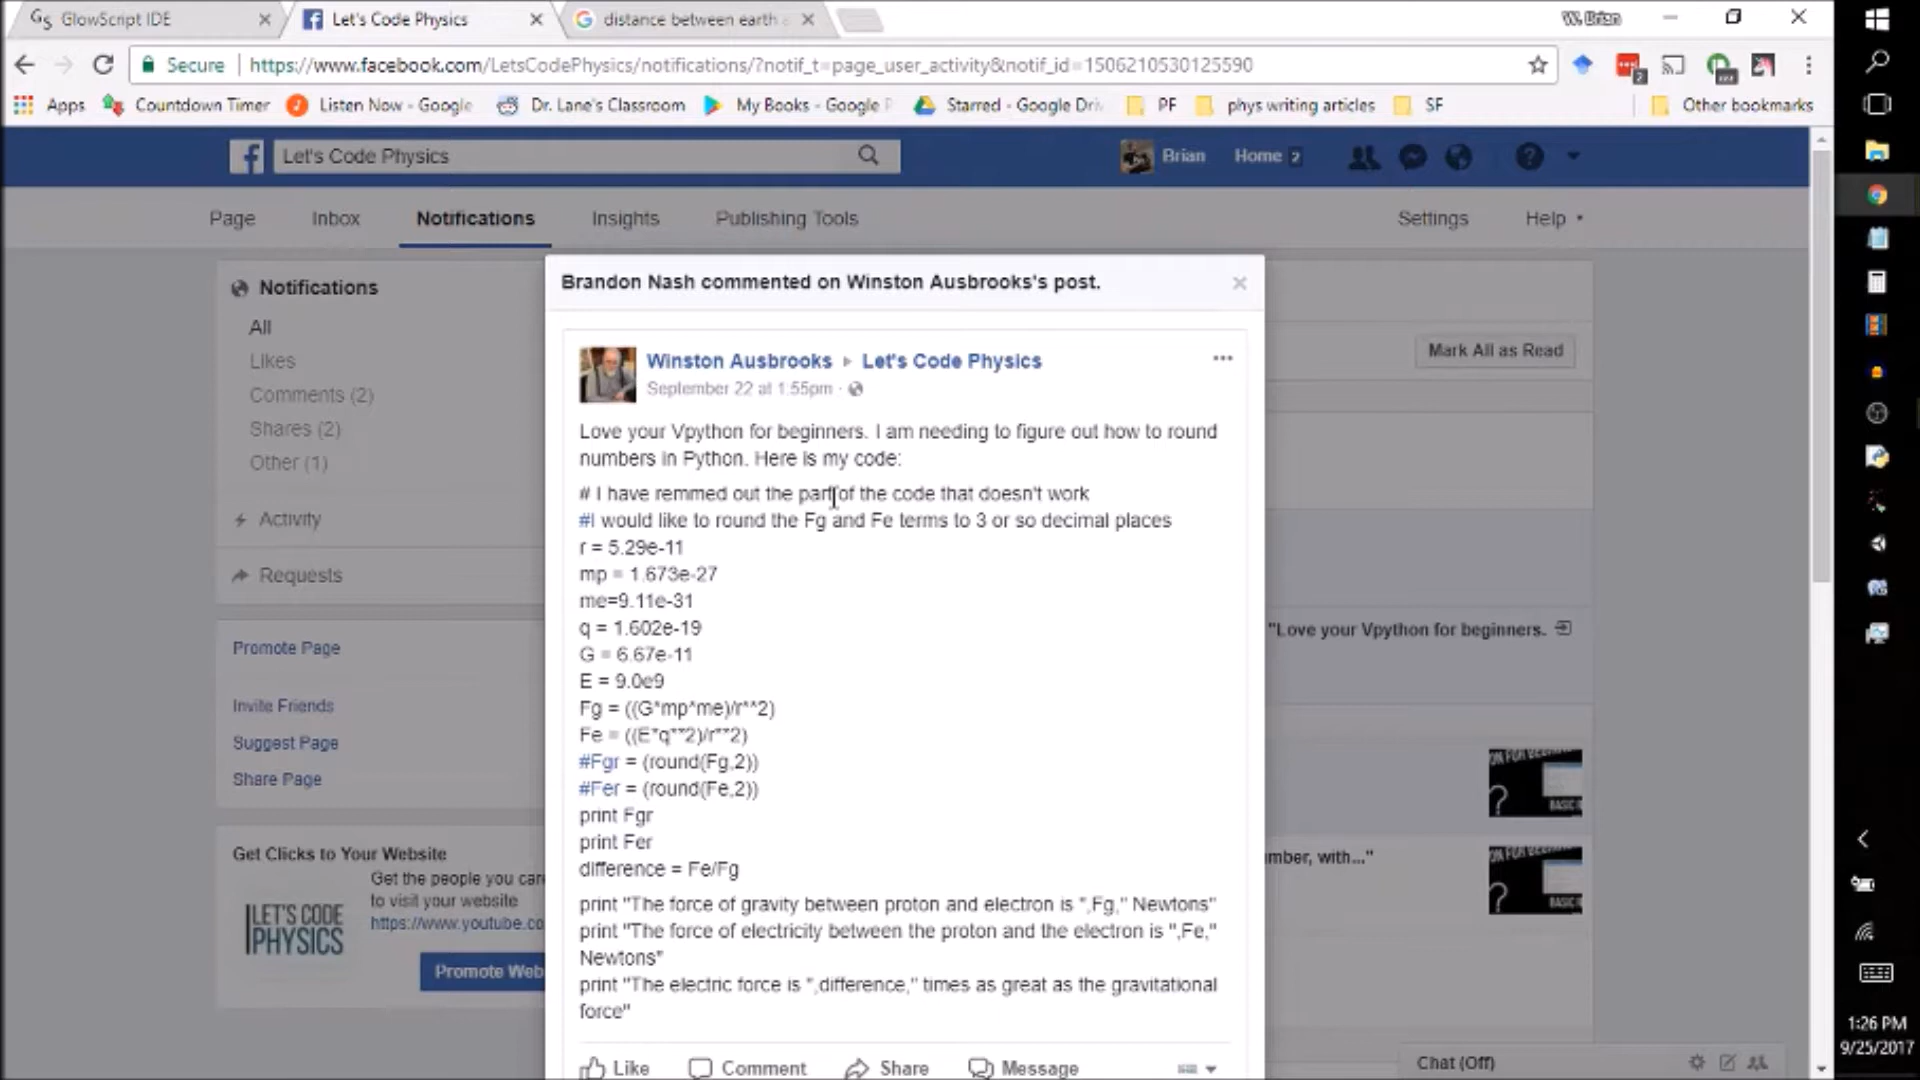 GlowScript IDE
Let's Code Physics
distance between earth
W. Brian
Secure | https://www.facebook.com/LetsCodePhysics/notifications/?notif_t=page_user_activity&notif_id=1506210530125590
Apps Countdown Timer Listen Now - Google Dr. Lane's Classroom My Books - Google P Starred - Google Driv PF phys writing articles SF Other bookmarks
Let's Code Physics
Brian Home 2
Page Inbox Notifications Insights Publishing Tools Settings Help
Notifications
All
Likes
Comments (2)
Shares (2)
Other (1)
Activity
Requests
Promote Page
Invite Friends
Suggest Page
Share Page
Get Clicks to Your Website
Get the people you care
to visit your website
https://www.youtube.co
LET'S CODE
PHYSICS
Promote Web
Brandon Nash commented on Winston Ausbrooks's post.
Winston Ausbrooks Let's Code Physics
September 22 at 1:55pm ·
Love your Vpython for beginners. I am needing to figure out how to round
numbers in Python. Here is my code:
# I have remmed out the part of the code that doesn't work
#I would like to round the Fg and Fe terms to 3 or so decimal places
r = 5.29e-11
mp = 1.673e-27
me=9.11e-31
q = 1.602e-19
G = 6.67e-11
E = 9.0e9
Fg = ((G*mp*me)/r**2)
Fe = ((E*q**2)/r**2)
#Fgr = (round(Fg,2))
#Fer = (round(Fe,2))
print Fgr
print Fer
difference = Fe/Fg
print "The force of gravity between proton and electron is ",Fg," Newtons"
print "The force of electricity between the proton and the electron is ",Fe,"
Newtons"
print "The electric force is ",difference," times as great as the gravitational
force"
Like Comment Share Message
Mark All as Read
"Love your Vpython for beginners.
umber, with..."
BASIC
BASIC
Chat (Off)
1:26 PM
9/25/2017